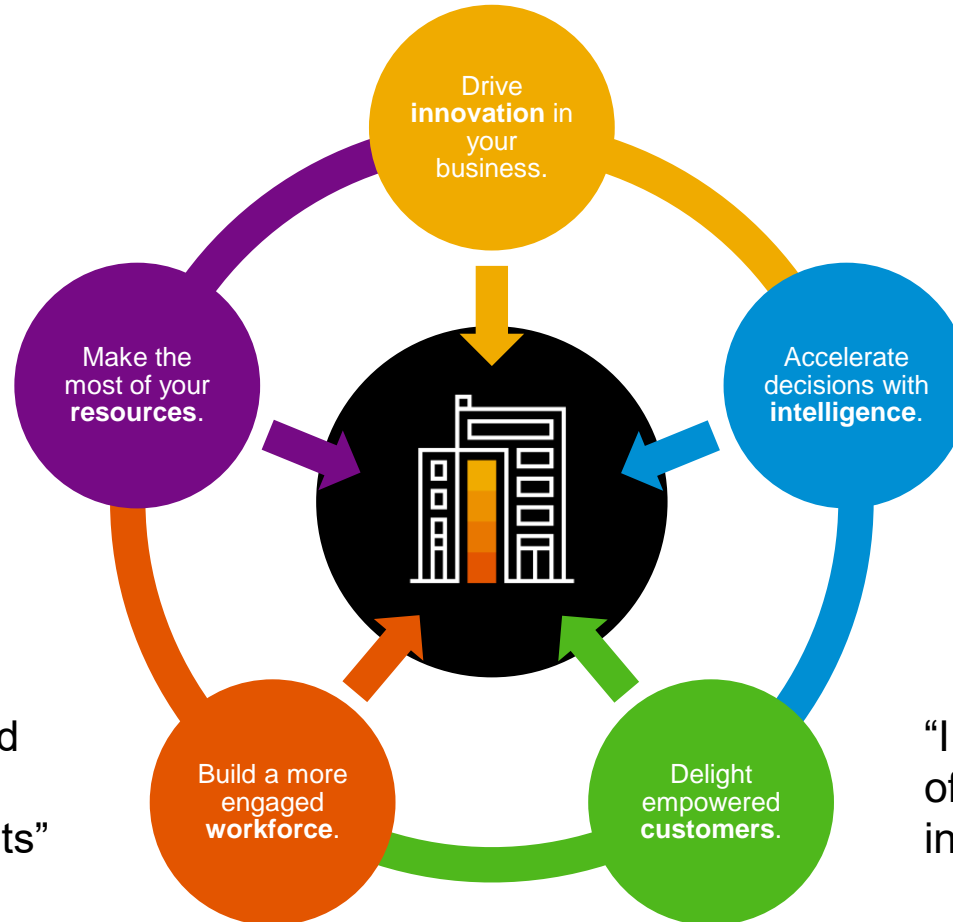 Drive
innovation in
your
business.
Make the
most of your
resources.
Accelerate
decisions with
intelligence.
Build a more
engaged
workforce.
Delight
empowered
customers.